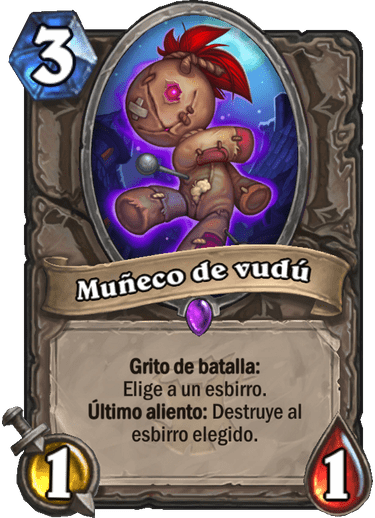 3
Muñeco de vudú
Grito de batalla:
Elige a un esbirro.
Último aliento: Destruye al
esbirro elegido.
1
1